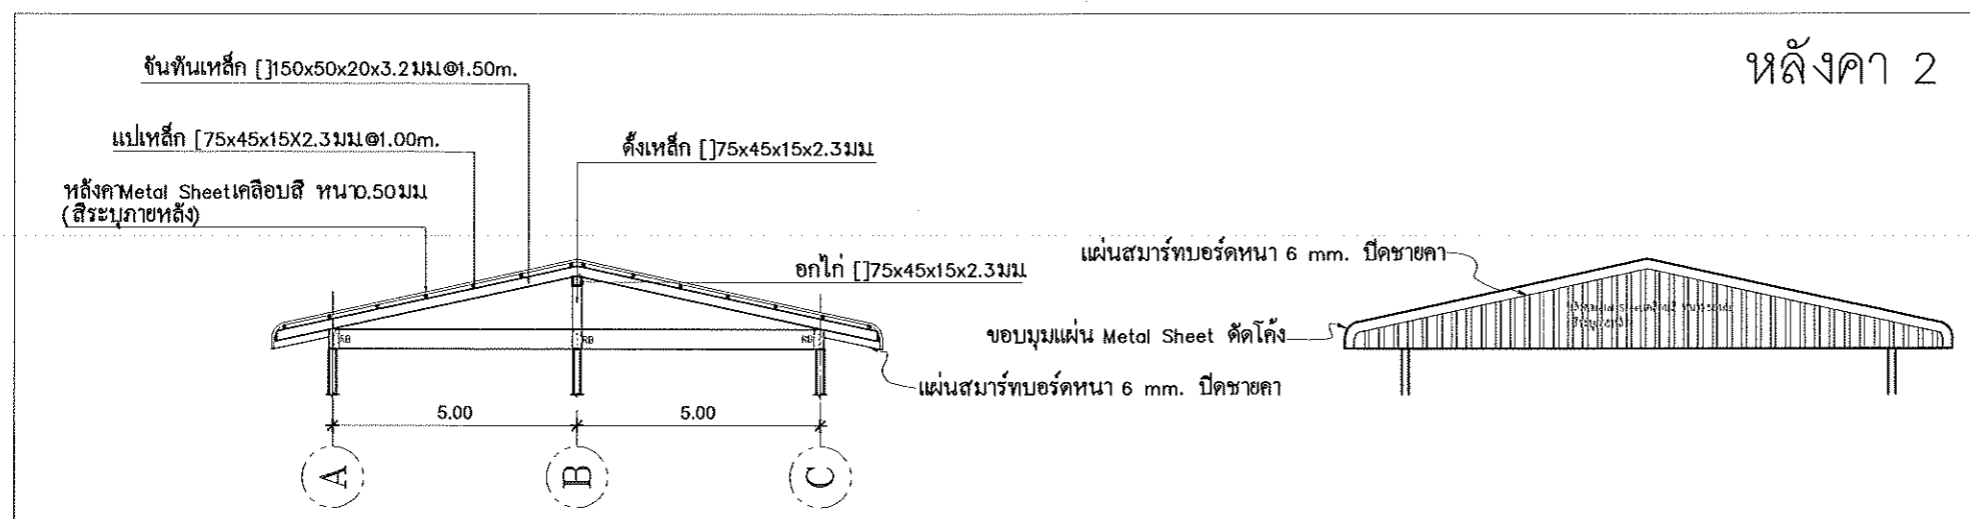 หลังคา 2
จันทันเหล็ก []150x50x20x3.2มม.@1.50m.
แปเหล็ก [75x45x15X2.3มม.@1.00m.
ตั้งเหล็ก []75x45x15x2.3มม
หลังคาMetal Sheetเคลือบสี หนา0.50มม.
(สีระบุภายหลัง)
แผ่นสมาร์ทบอร์ดหนา 6 mm. ปิดชายคา
อกไก่ []75x45x15x2.3มม
ขอบมุมแผ่น Metal Sheet ดัดโค้ง
RB
RB
RB
แผ่นสมาร์ทบอร์ดหนา 6 mm. ปิดชายคา
5.00
5.00
A
B
C